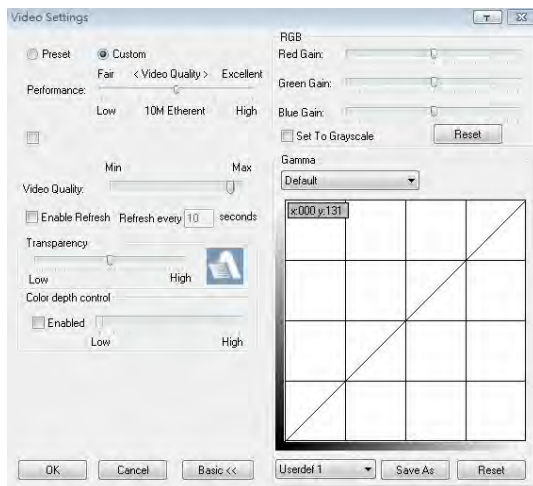 Video Settings
Preset
Custom
Fair
< Video Quality >
Excellent
Performance:
Low
10M Etherent
High
Min
Max
Video Quality:
Enable Refresh
Refresh every 10 seconds
Transparency
Low
High
Color depth control
Enabled
Low
High
OK
Cancel
Basic <<
RGB
Red Gain:
Green Gain:
Blue Gain:
Set To Grayscale
Reset
Gamma
Default
x:000 y:131
Userdef 1
Save As
Reset